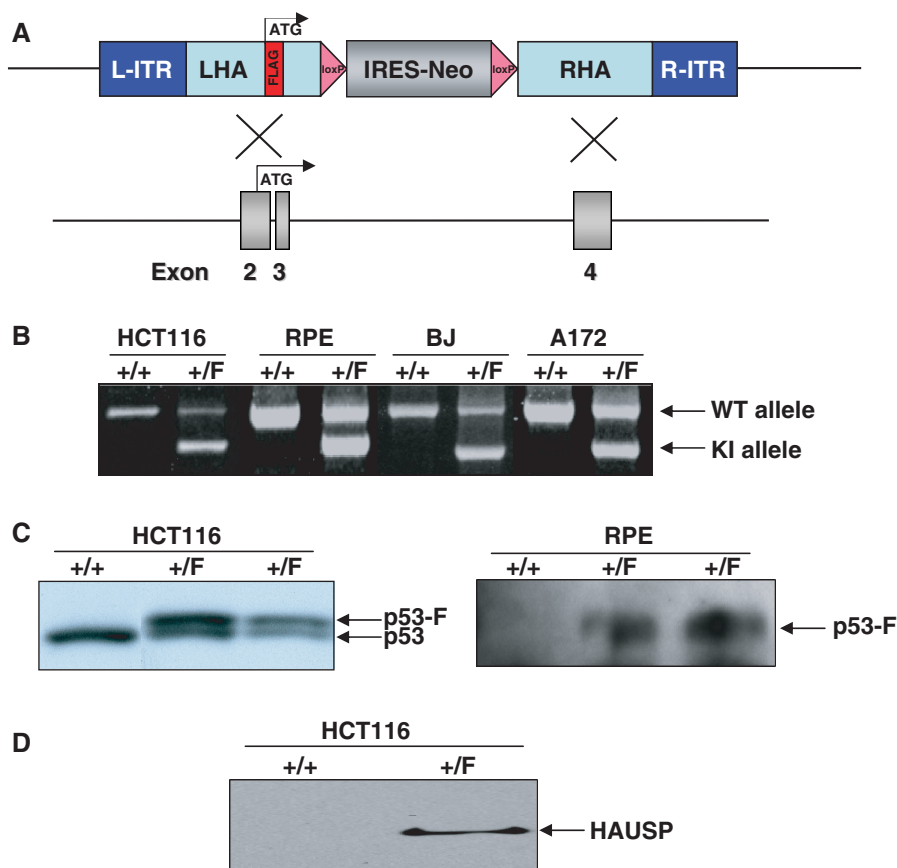 A
ATG
L-ITR LHA FLAG loxP IRES-Neo loxP RHA R-ITR
ATG
Exon 2 3 4
B
HCT116 RPE BJ A172
+/+ +/F +/+ +/F +/+ +/F +/+ +/F
WT allele
KI allele
C
HCT116
+/+ +/F +/F
p53-F
p53
RPE
+/+ +/F +/F
p53-F
D
HCT116
+/+ +/F
HAUSP